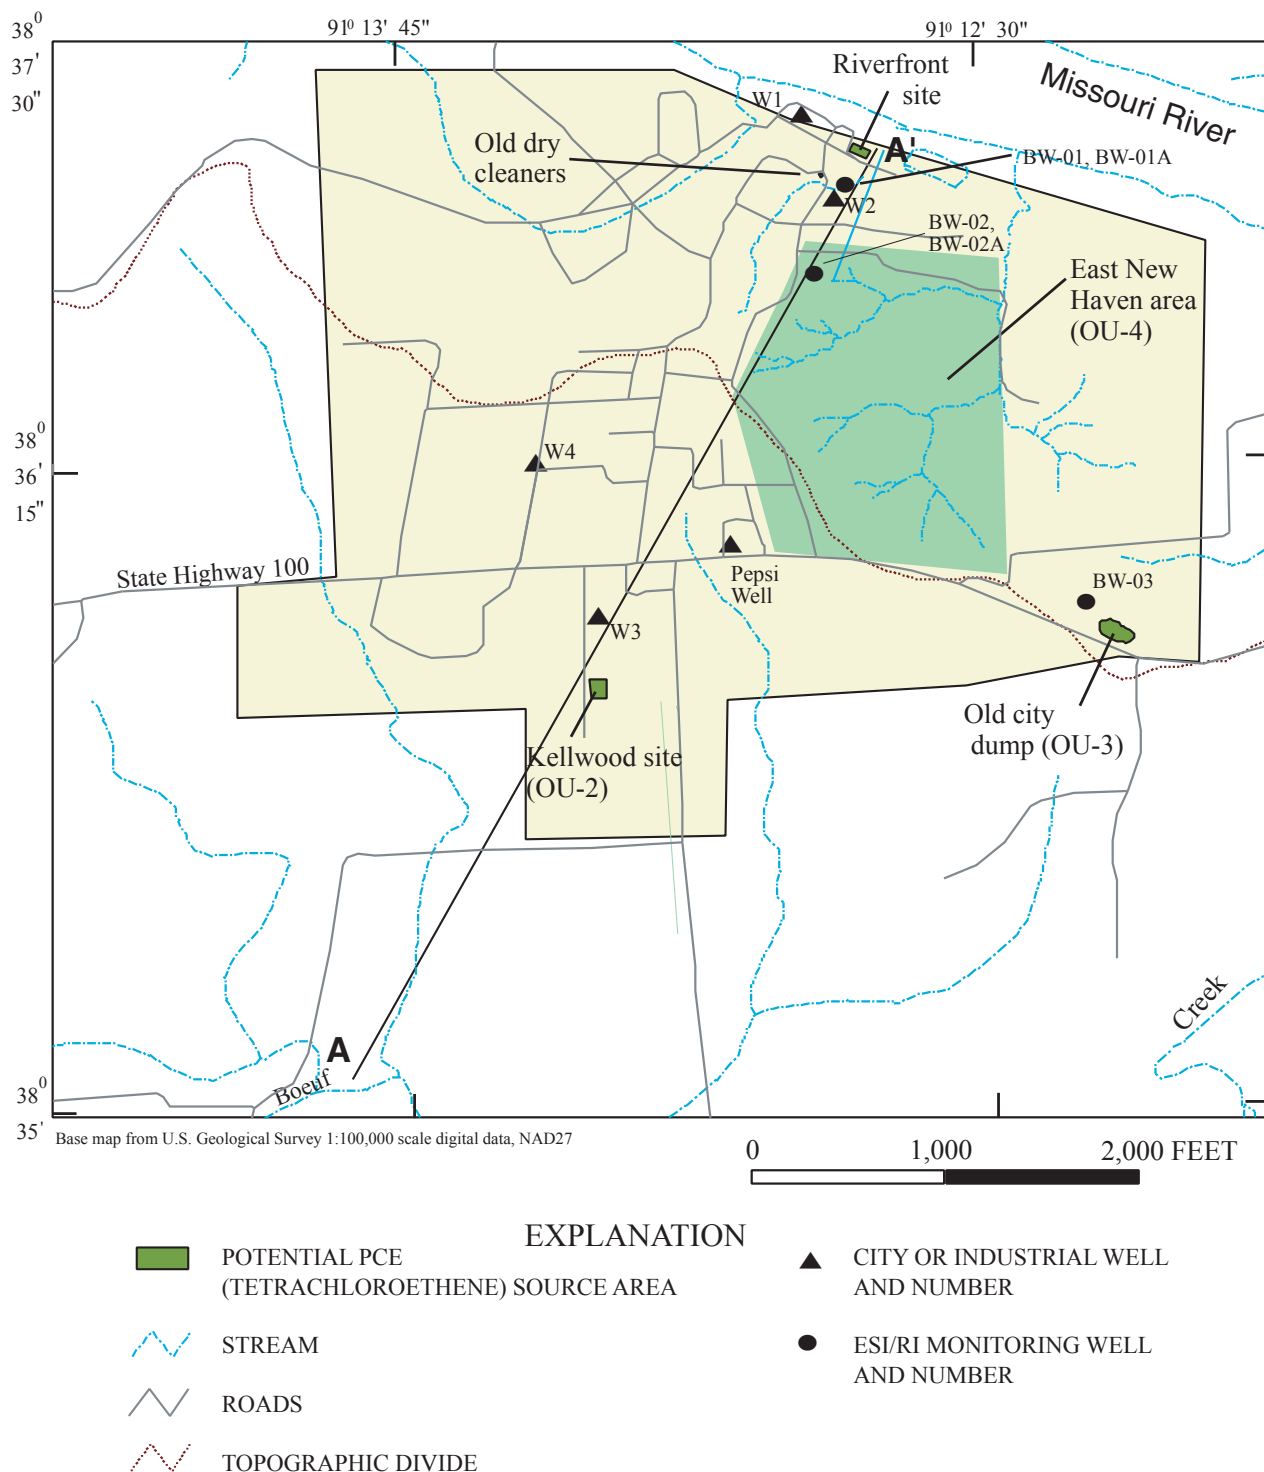 38⁰
37'
30"
91⁰ 13' 45"
91⁰ 12' 30"
Missouri River
Riverfront
site
W1
Old dry
cleaners
A'
BW-01, BW-01A
W2
BW-02,
BW-02A
East New
Haven area
(OU-4)
38⁰
36'
15"
W4
State Highway 100
Pepsi
Well
BW-03
W3
Old city
dump (OU-3)
Kellwood site
(OU-2)
Creek
A
Boeuf
38⁰
35'
Base map from U.S. Geological Survey 1:100,000 scale digital data, NAD27
0 1,000 2,000 FEET
EXPLANATION
POTENTIAL PCE
(TETRACHLOROETHENE) SOURCE AREA
STREAM
ROADS
TOPOGRAPHIC DIVIDE
CITY OR INDUSTRIAL WELL
AND NUMBER
ESI/RI MONITORING WELL
AND NUMBER